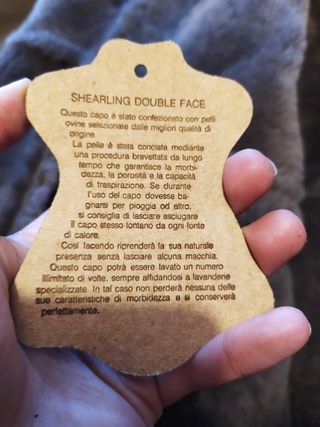 SHEARLING DOUBLE FACE
Questo capo è stato confezionato con pelli
ovine selezionate dalle migliori qualità di
origine.
La pelle è stata conciata mediante
una procedura brevettata da lungo
tempo che garantisce la morbi-
dezza, la porosità e la capacità
di traspirazione. Se durante
l'uso del capo dovesse ba-
gnarsi per pioggia od altro,
si consiglia di lasciare asciugare
il capo stesso lontano da ogni fonte
di calore.
Così facendo riprenderà la sua naturale
presenza senza lasciare alcuna macchia.
Questo capo potrà essere lavato un numero
illimitato di volte, sempre affidandosi a lavanderie
specializzate. In tal caso non perderà nessuna delle
sue caratteristiche di morbidezza e si conserverà
perfettamente.